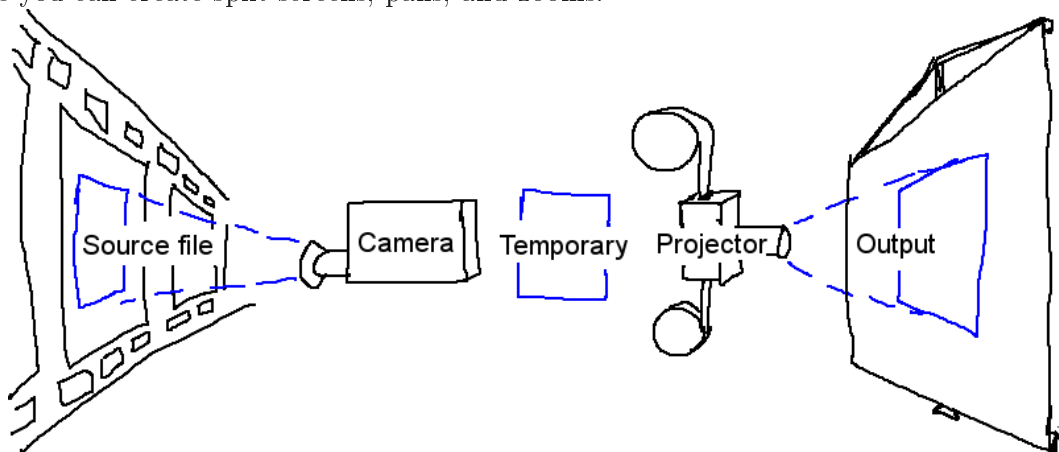 you can create split screens, pans, and zooms.
Source file Camera Temporary Projector Output